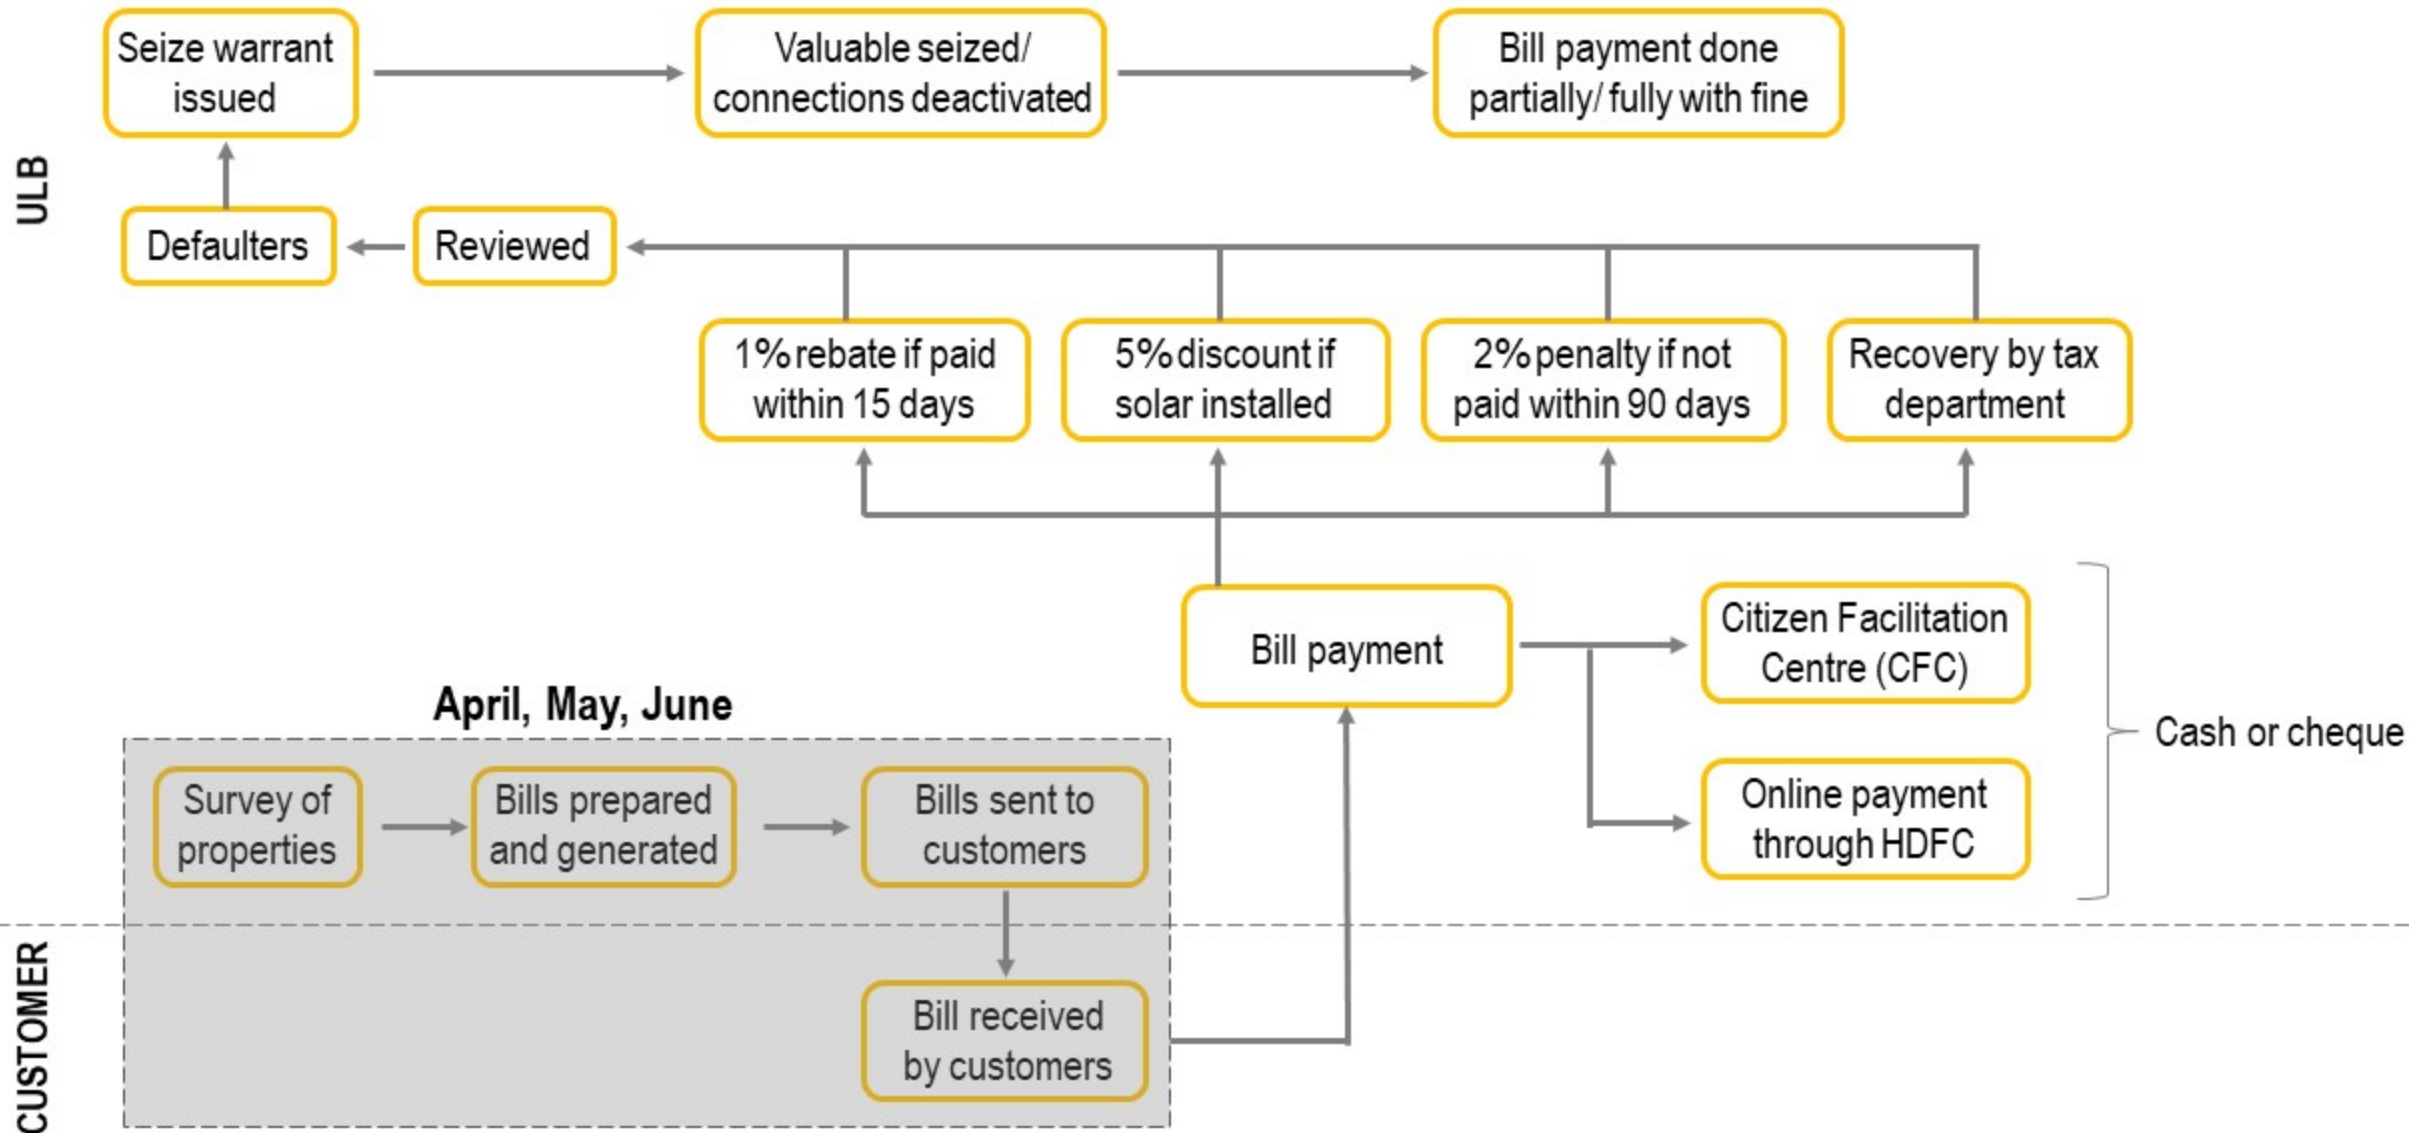 Seize warrant
issued
Valuable seized/
connections deactivated
Bill payment done
partially/ fully with fine
ULB
Defaulters
Reviewed
1% rebate if paid
within 15 days
5% discount if
solar installed
2% penalty if not
paid within 90 days
Recovery by tax
department
Bill payment
Citizen Facilitation
Centre (CFC)
Online payment
through HDFC
Cash or cheque
April, May, June
Survey of
properties
Bills prepared
and generated
Bills sent to
customers
CUSTOMER
Bill received
by customers